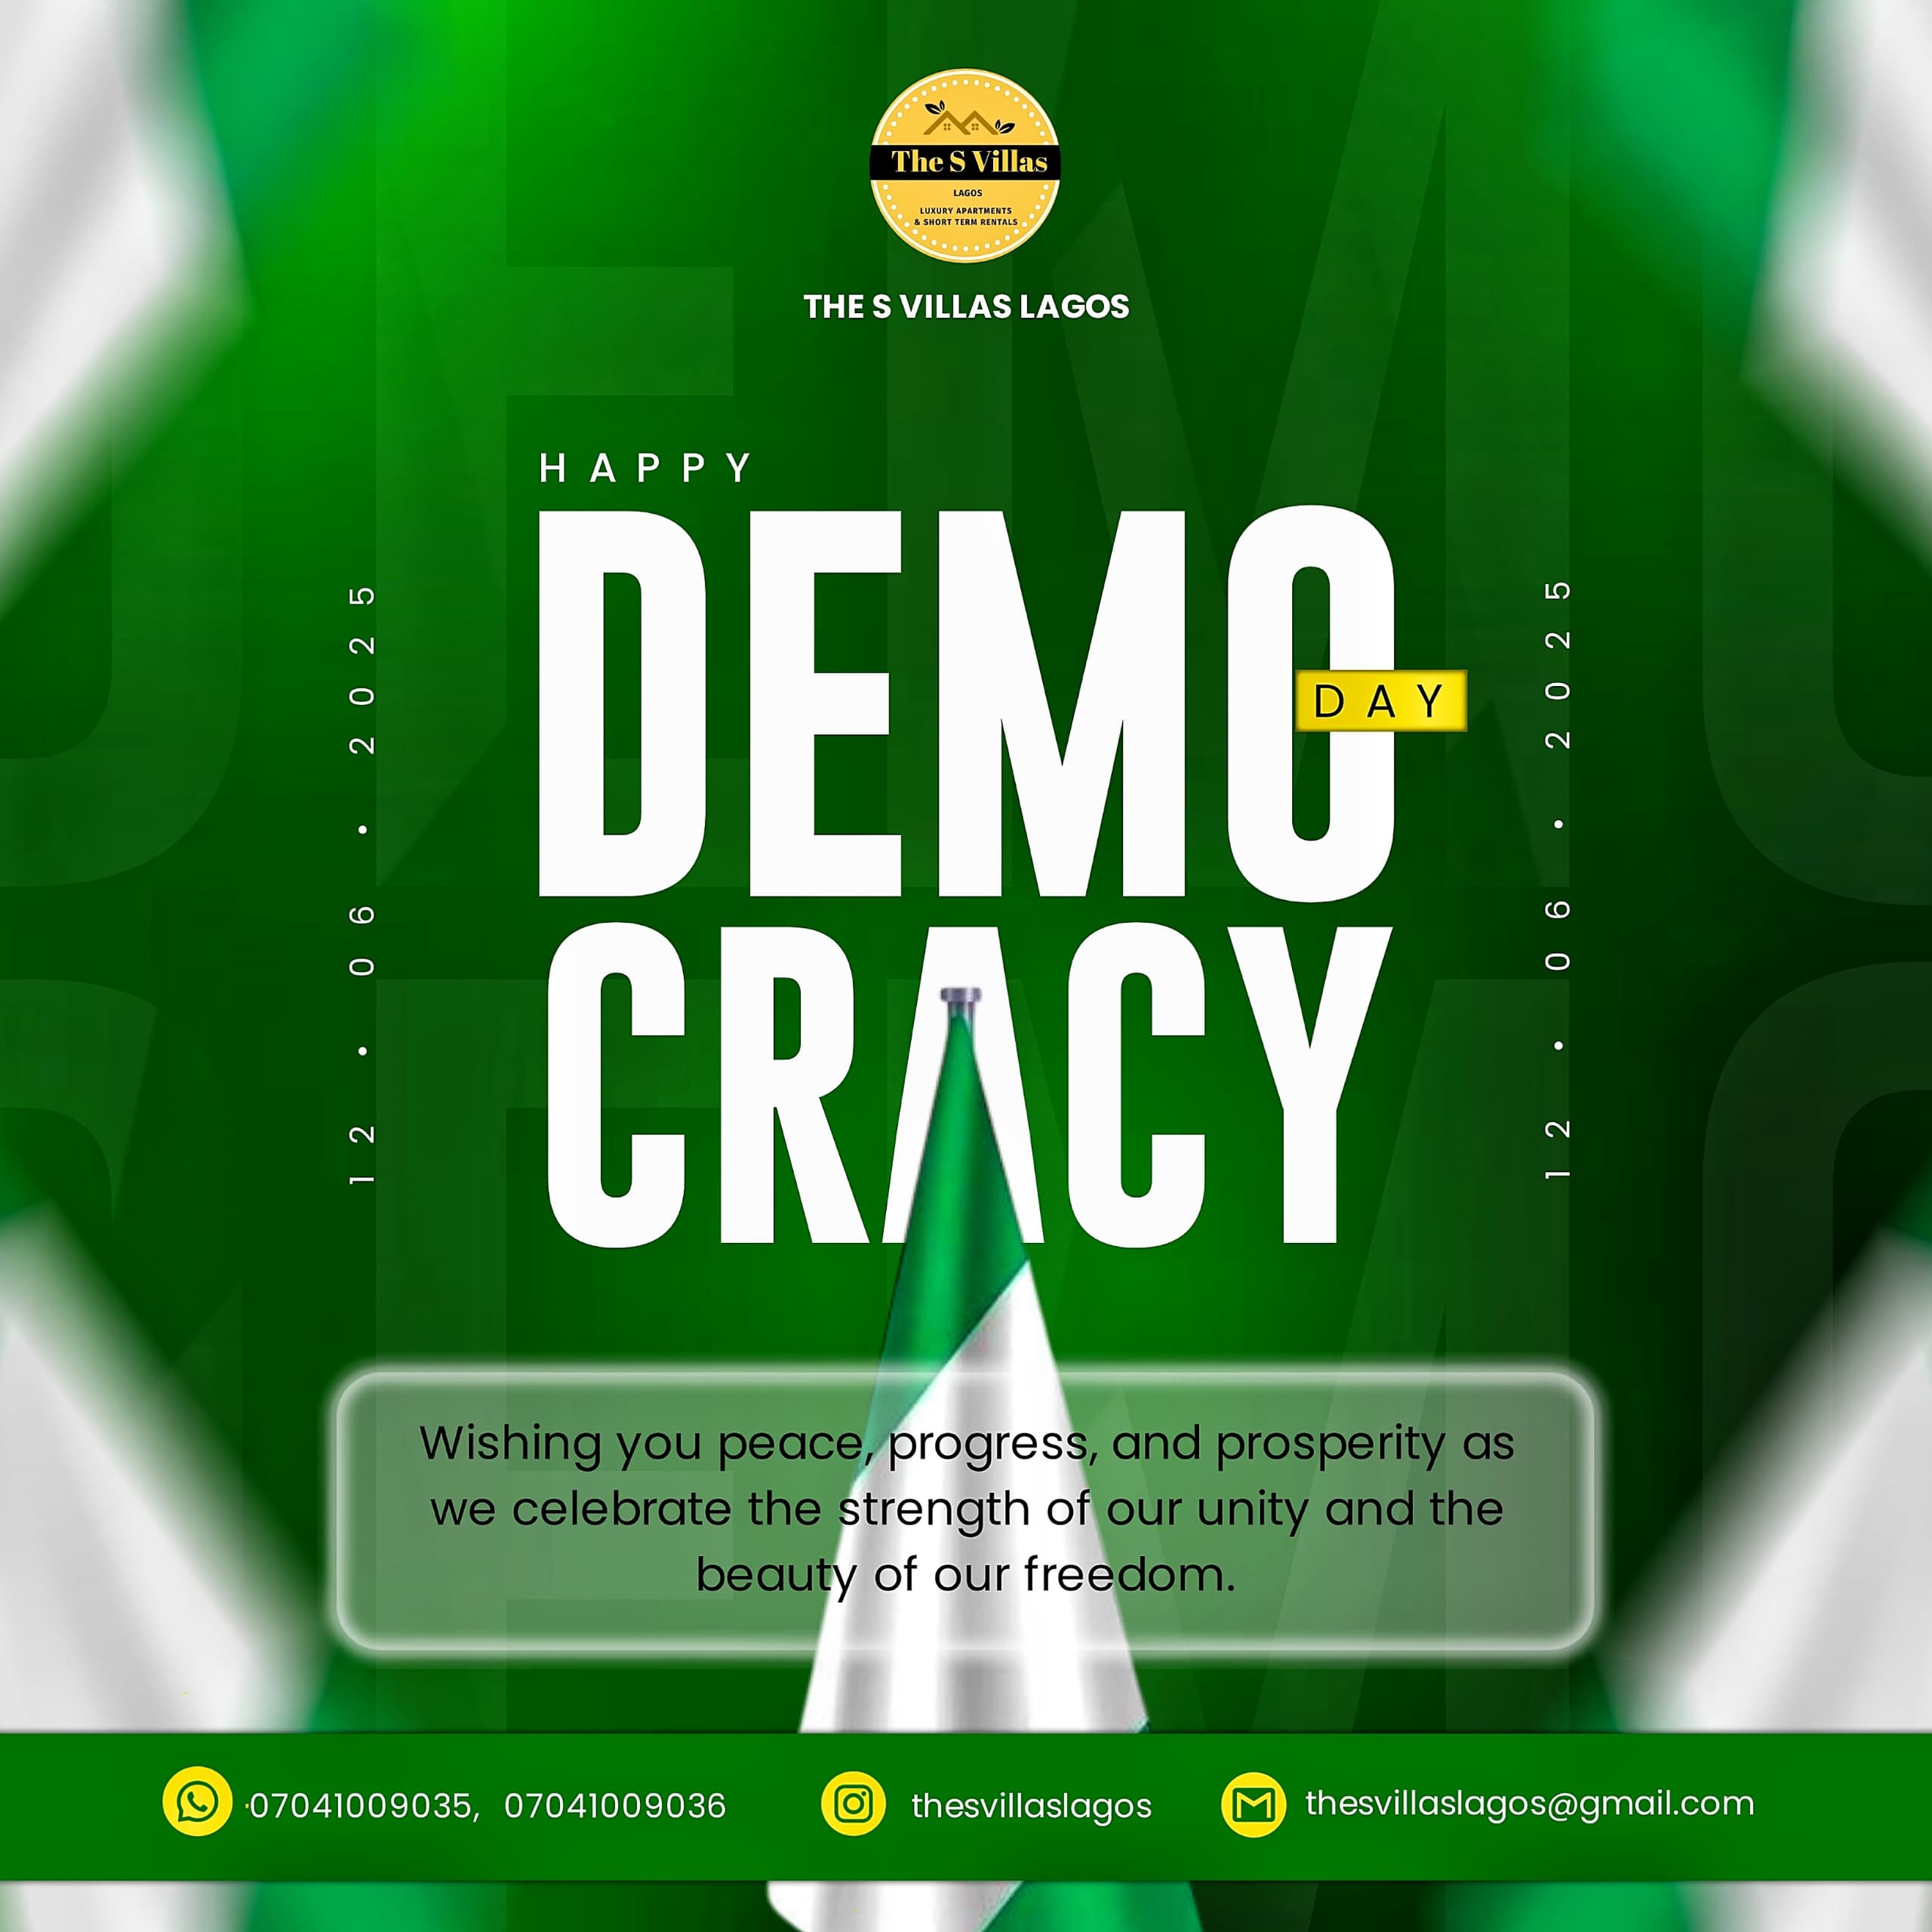 The S Villas
LAGOS
LUXURY APARTMENTS
& SHORT TERM RENTALS
THE S VILLAS LAGOS
HAPPY
DEMO
DAY
CRACY
12 • 06 • 2025
12 • 06 • 2025
Wishing you peace, progress, and prosperity as
we celebrate the strength of our unity and the
beauty of our freedom.
07041009035, 07041009036
thesvillaslagos
thesvillaslagos@gmail.com